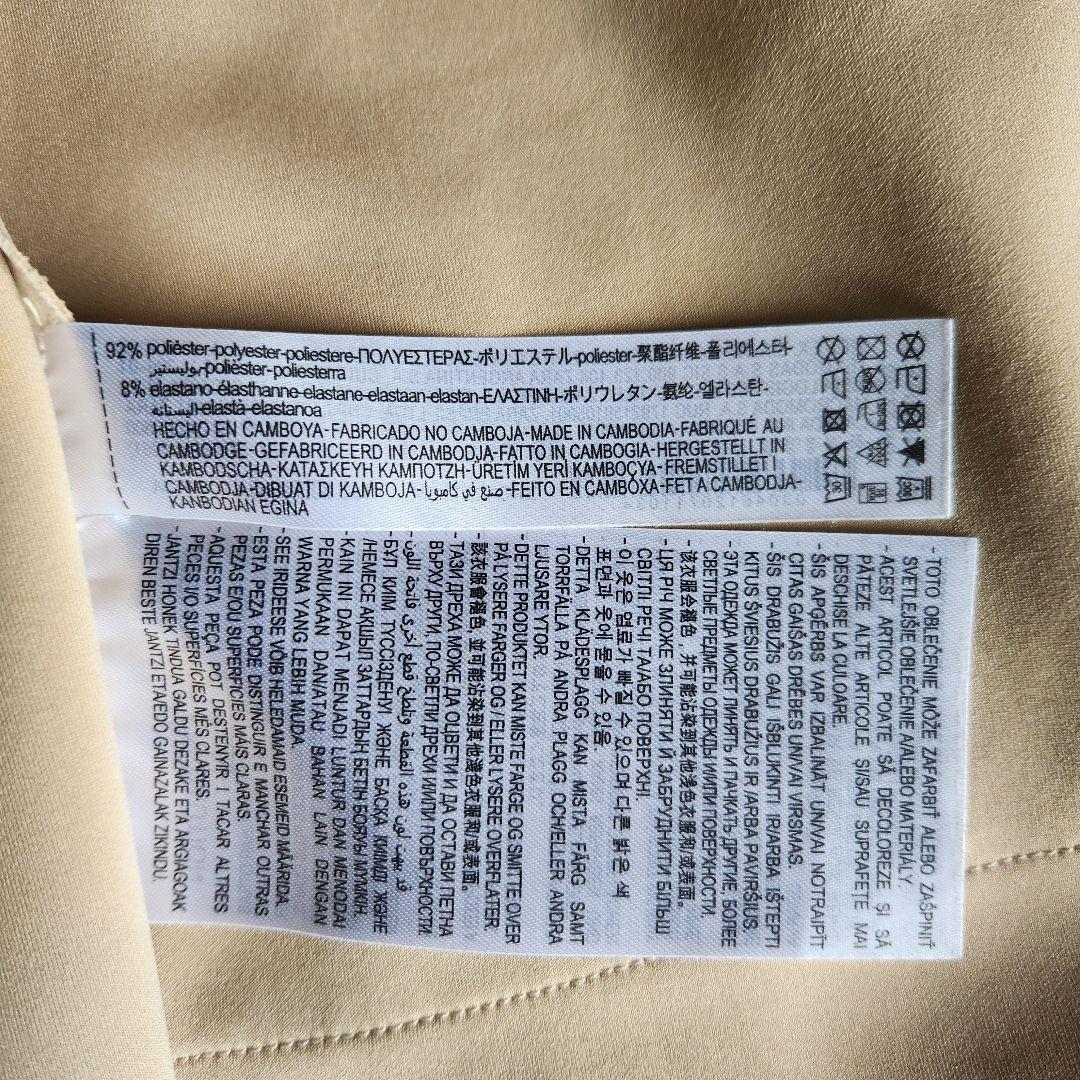 92% poliéster-polyester-poliestere-ΠΟΛΥΕΣΤΕΡΑΣ-ポリエステル-poliester-聚酯纤维-폴리에스터-
بوليستير-polièster-poliesterra
8% elastano-élasthanne-elastane-elastaan-elastan-ΕΛΑΣΤΙΝΗ-ポリウレタン-氨纶-엘라스탄-
اليستانه-elastà-elastanoa
HECHO EN CAMBOYA-FABRICADO NO CAMBOJA-MADE IN CAMBODIA-FABRIQUÉ AU
CAMBODGE-GEFABRICEERD IN CAMBODJA-FATTO IN CAMBOGIA-HERGESTELLT IN
KAMBODSCHA-ΚΑΤΑΣΚΕΥΗ ΚΑΜΠΟΤΖΗ-ÜRETİM YERİ KAMBOÇYA-FREMSTILLET I
CAMBODJA-DIBUAT DI KAMBOJA-صنع في كامبوديا-FEITO EN CAMBOXA-FET A CAMBODJA-
KANBODIAN EGINA
- TOTO OBLEČENIE MÔŽE ZAFARBIŤ ALEBO ZAŠPINIŤ
SVETLEJŠIE OBLEČENIE A/ALEBO MATERIÁLY.
- ACEST ARTICOL POATE SĂ DECOLOREZE ȘI SĂ
PĂTEZE ALTE ARTICOLE ȘI/SAU SUPRAFEȚE MAI
DESCHISE LA CULOARE.
- ŠIS APĢĒRBS VAR IZBALINĀT UN/VAI NOTRAIPĪT
CITAS GAIŠAS DRĒBES UN/VAI VIRSMAS.
- ŠIS DRABUŽIS GALI IŠBLUKINTI IR/ARBA IŠTEPTI
KITUS ŠVIESIUS DRABUŽIUS IR ARBA PAVIRŠIUS.
- ЭТА ОДЕЖДА МОЖЕТ ЛИНЯТЬ И ПАЧКАТЬ ДРУГИЕ, БОЛЕЕ
СВЕТЛЫЕ ПРЕДМЕТЫ ОДЕЖДЫ ИЛИ ПОВЕРХНОСТИ.
- 该衣服会褪色，并可能沾染到其他浅色衣服和/或表面。
- ЦЯ РІЧ МОЖЕ ЗЛИНЯТИ Й ЗАБРУДНИТИ БІЛЬШ
СВІТЛІ РЕЧІ ТА/АБО ПОВЕРХНІ.
- 이 옷은 염료가 빠질 수 있으며 다른 밝은 색
표면과 옷에 묻을 수 있음.
- DETTA KLÄDESPLAGG KAN MISTA FÄRG SAMT
TORRFÄLLA PÅ ANDRA PLAGG OCH/ELLER ANDRA
LJUSARE YTOR.
- DETTE PRODUKTET KAN MISTE FARGE OG SMITTE OVER
PÅ LYSERE FARGER OG / ELLER LYSERE OVERFLATER.
- 該衣服會褪色, 並可能沾染到其他淺色衣服和/或表面。
- ТАЗИ ДРЕХА МОЖЕ ДА ОЦВЕТИ И ДА ОСТАВИ ПЕТНА
ВЪРХУ ДРУГИ, ПО-СВЕТЛИ ДРЕХИ ИЛИ ПОВЪРХНОСТИ.
- قد يبهت لون هذه القطعة وتلطخ قطع أخرى فاتحة اللون.
- БҰЛ КИІМ ТҮССІЗДЕНУІ ЖӘНЕ, БАСҚА КИІМДІ ЖӘНЕ
/НЕМЕСЕ АҚШЫЛ ЗАТТАРДЫҢ БЕТІН БОЯУЫ МҮМКІН.
- KAIN INI DAPAT MENJADI LUNTUR DAN MENODAI
PERMUKAAN DAN/ATAU BAHAN LAIN DENGAN
WARNA YANG LEBIH MUDA.
- SEE RIIDEESE VÕIB HELEDAMAID ESEMEID MÄÄRIDA.
- ESTA PEZA PODE DISTINGUIR E MANCHAR OUTRAS
PEZAS E/OU SUPERFICIES MÁIS CLARAS.
- AQUESTA PEÇA POT DESTENYIR I TACAR ALTRES
PECES I/O SUPERFÍCIES MÉS CLARES.
- JANTZI HONEK TINDUA GALDU DEZAKE ETA ARGIAGOAK
DIREN BESTE JANTZI ETA/EDO GAINAZALAK ZIKINDU.